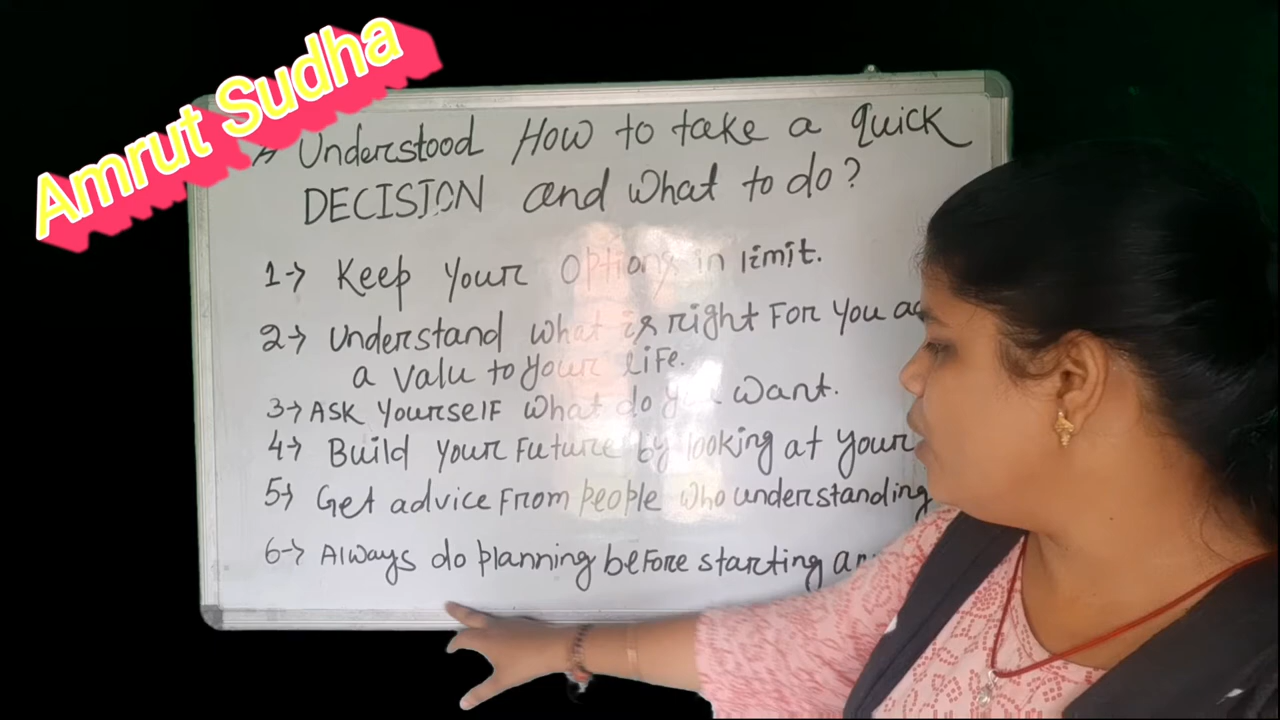 Amrut Sudha
Understood How to take a quick
DECISION and what to do?
1→ Keep Your Options in limit.
2→ Understand what is right For You
a valu to your liFe.
3→ ASK YourselF what do you want.
4→ Build Your Future by looking at Your
5→ Get advice From people who understanding
6→ Always do planning beFore starting